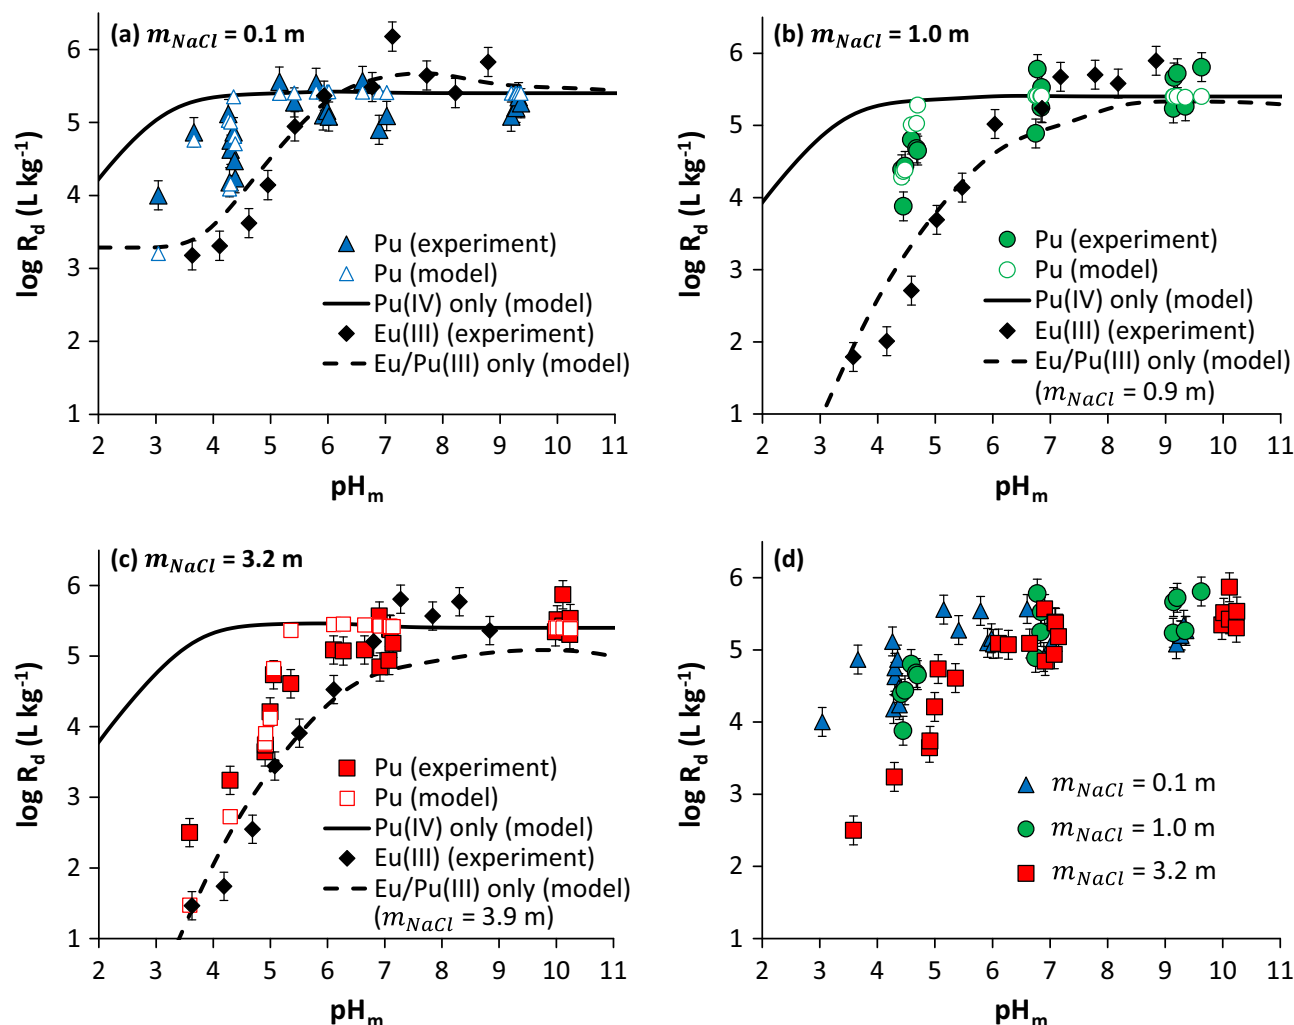 (a) m_NaCl = 0.1 m
log R_d (L kg⁻¹)
6
5
4
3
2
1
Pu (experiment)
Pu (model)
Pu(IV) only (model)
Eu(III) (experiment)
Eu/Pu(III) only (model)
2 3 4 5 6 7 8 9 10 11
pH_m
(b) m_NaCl = 1.0 m
log R_d (L kg⁻¹)
6
5
4
3
2
1
Pu (experiment)
Pu (model)
Pu(IV) only (model)
Eu(III) (experiment)
Eu/Pu(III) only (model)
(m_NaCl = 0.9 m)
2 3 4 5 6 7 8 9 10 11
pH_m
(c) m_NaCl = 3.2 m
log R_d (L kg⁻¹)
6
5
4
3
2
1
Pu (experiment)
Pu (model)
Pu(IV) only (model)
Eu(III) (experiment)
Eu/Pu(III) only (model)
(m_NaCl = 3.9 m)
2 3 4 5 6 7 8 9 10 11
pH_m
(d)
log R_d (L kg⁻¹)
6
5
4
3
2
1
m_NaCl = 0.1 m
m_NaCl = 1.0 m
m_NaCl = 3.2 m
2 3 4 5 6 7 8 9 10 11
pH_m